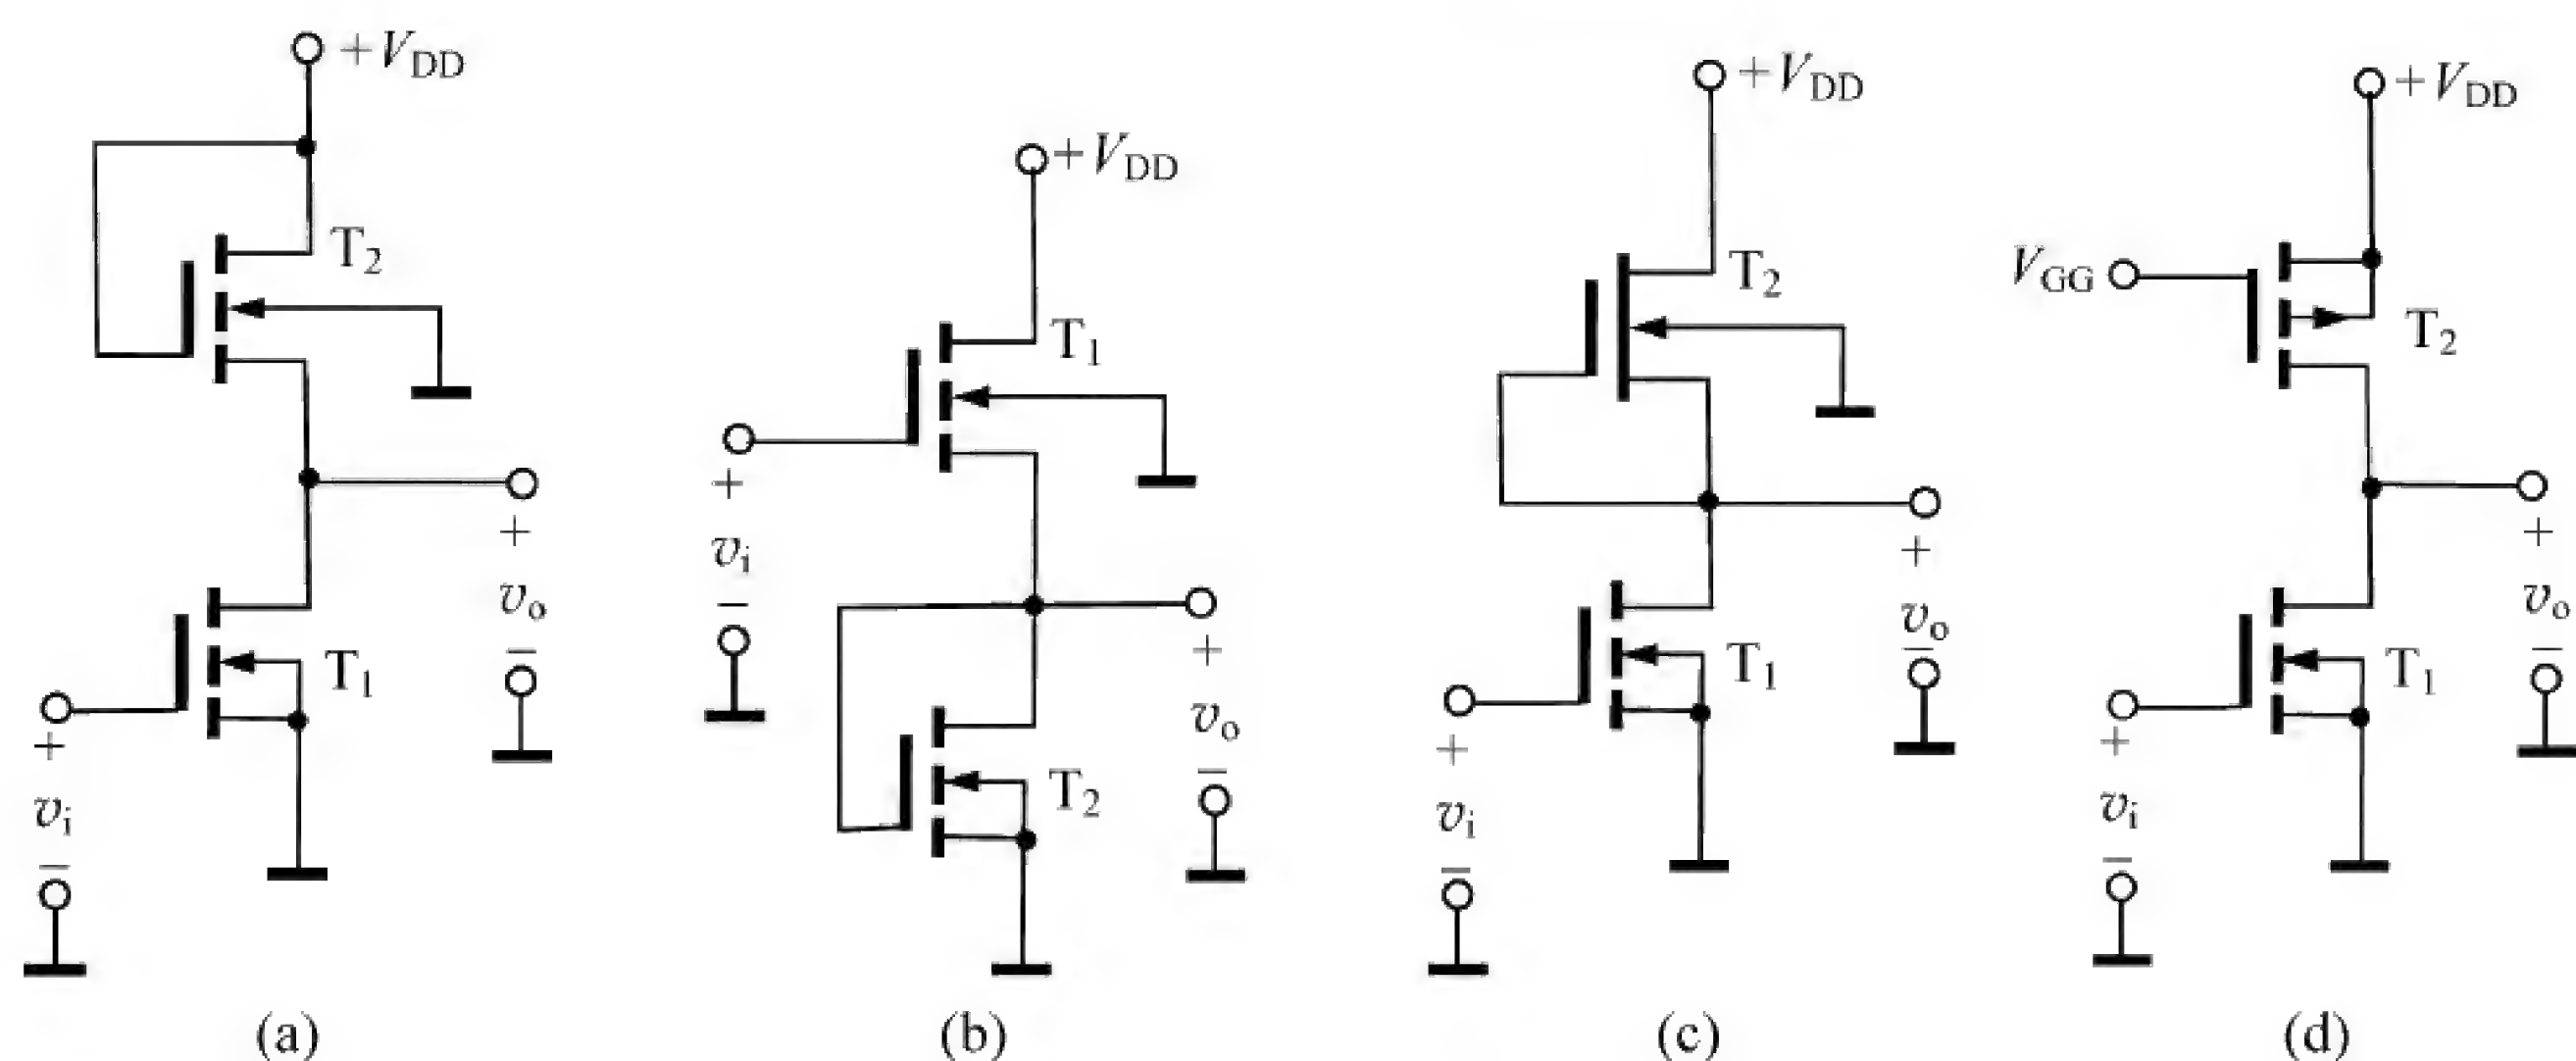 +V_DD
T_2
+
v_o
−
T_1
+
v_i
−
(a)
+V_DD
T_1
+
v_i
−
+
v_o
−
T_2
(b)
+V_DD
T_2
+
v_o
−
T_1
+
v_i
−
(c)
+V_DD
V_GG
T_2
+
v_o
−
T_1
+
v_i
−
(d)